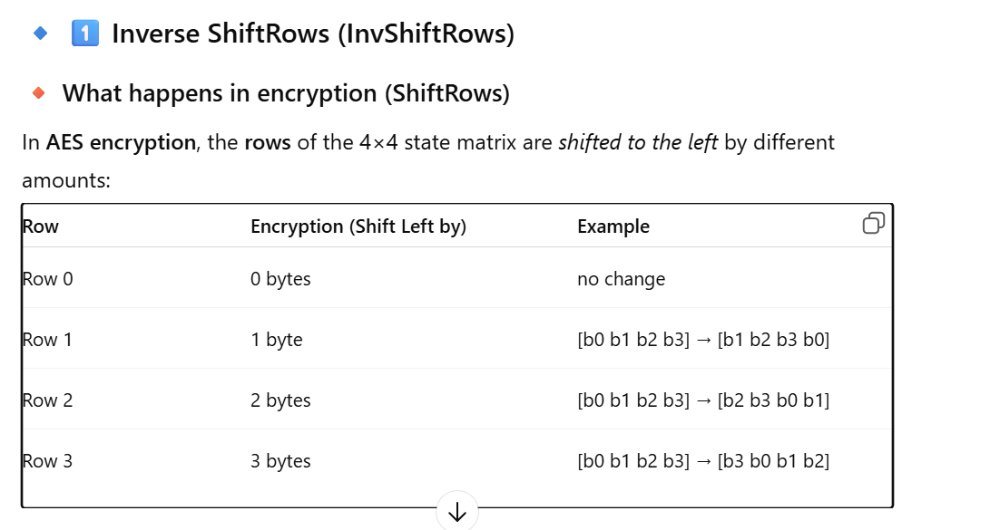 1 Inverse ShiftRows (InvShiftRows)
What happens in encryption (ShiftRows)
In AES encryption, the rows of the 4×4 state matrix are shifted to the left by different
amounts:
Row Encryption (Shift Left by) Example
Row 0 0 bytes no change
Row 1 1 byte [b0 b1 b2 b3] → [b1 b2 b3 b0]
Row 2 2 bytes [b0 b1 b2 b3] → [b2 b3 b0 b1]
Row 3 3 bytes [b0 b1 b2 b3] → [b3 b0 b1 b2]